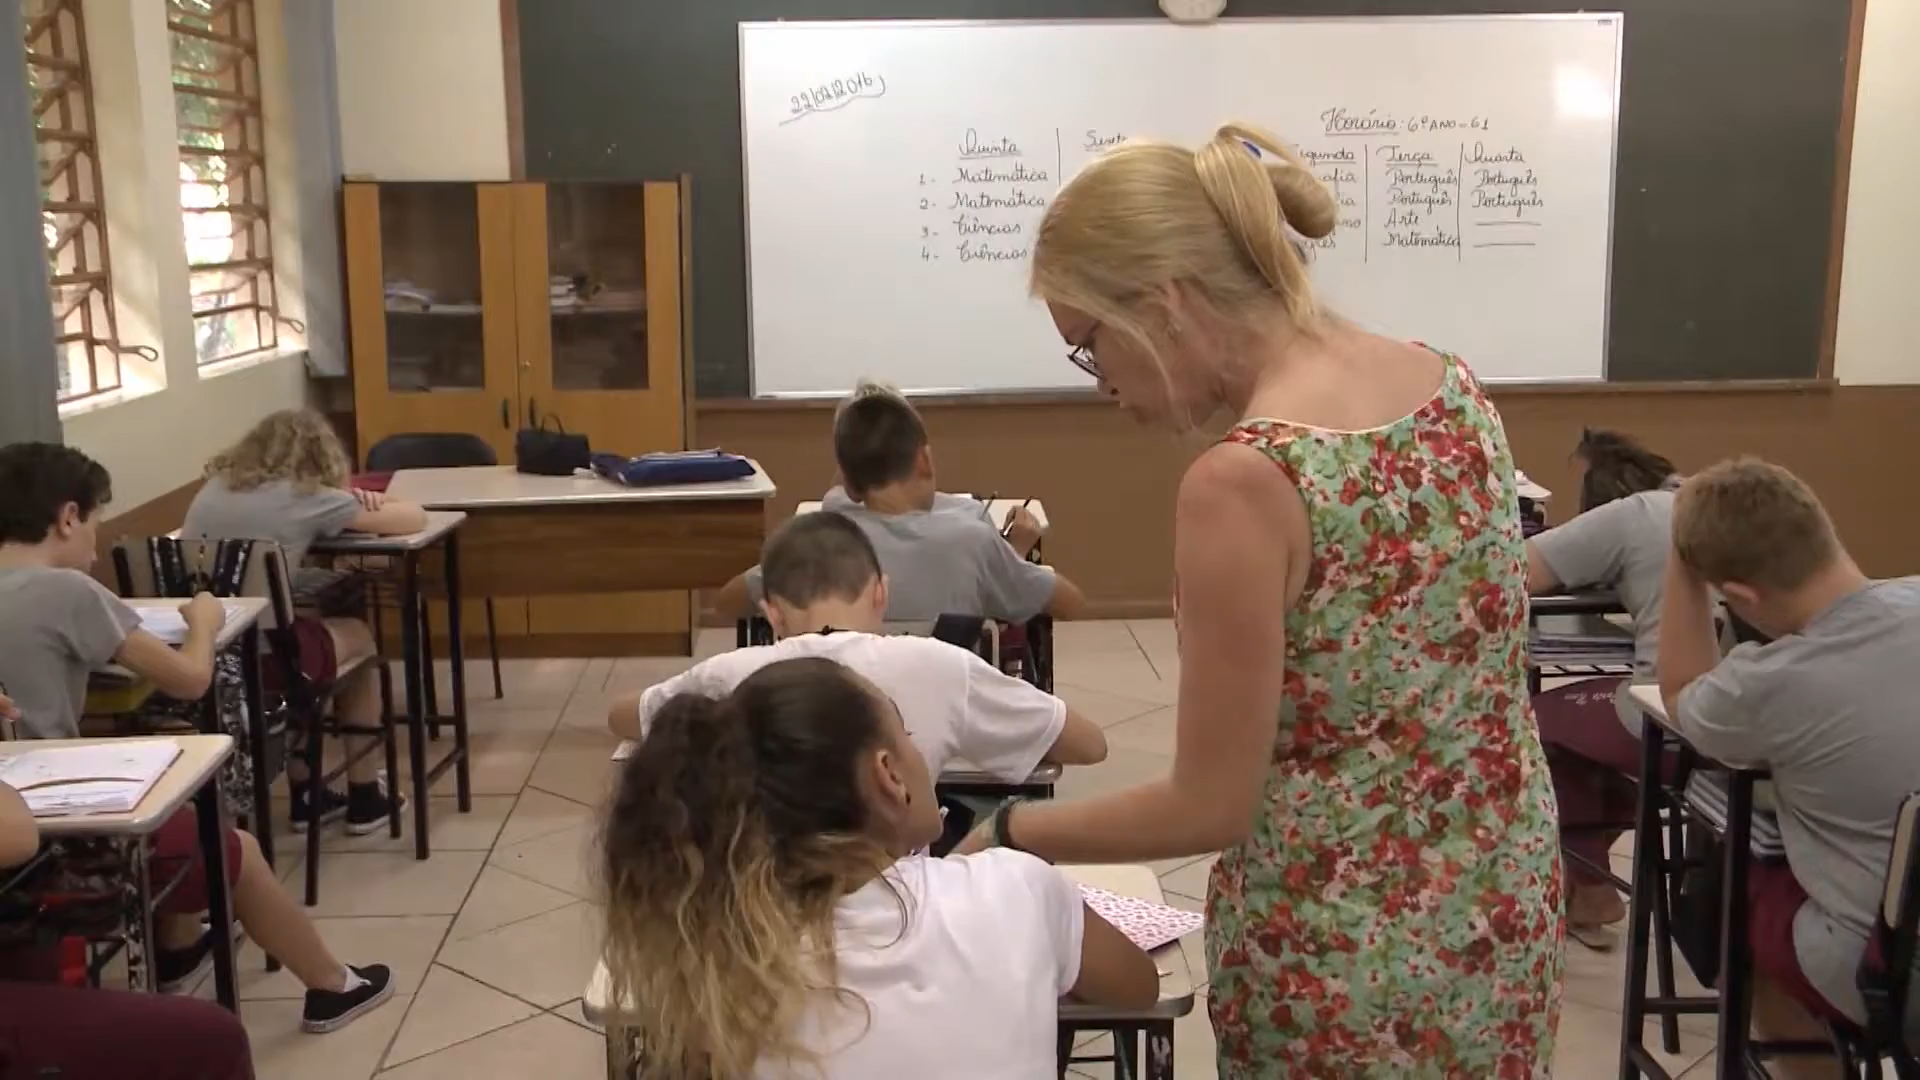 22/02/2016
Horário: 6º ANO - 61
Quinta Segunda Terça Quarta
1 - Matemática Português Português
2 - Matemática Português Português
3 - Ciências Arte
4 - Ciências Matemática